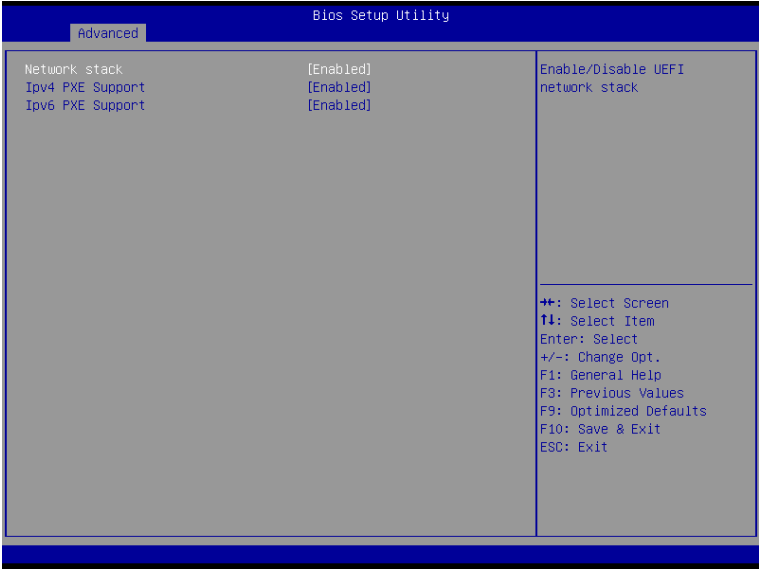 Bios Setup Utility
Advanced
Network stack [Enabled]
Ipv4 PXE Support [Enabled]
Ipv6 PXE Support [Enabled]
Enable/Disable UEFI
network stack
→←: Select Screen
↑↓: Select Item
Enter: Select
+/-: Change Opt.
F1: General Help
F3: Previous Values
F9: Optimized Defaults
F10: Save & Exit
ESC: Exit